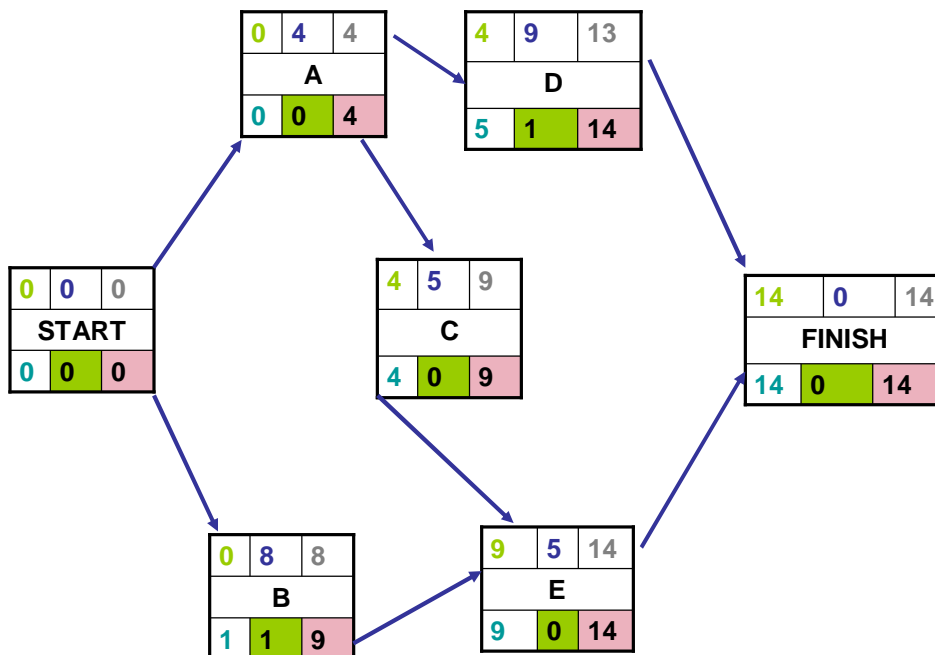 0 4 4
A
0 0 4
4 9 13
D
5 1 14
0 0 0
START
0 0 0
4 5 9
C
4 0 9
14 0 14
FINISH
14 0 14
0 8 8
B
1 1 9
9 5 14
E
9 0 14